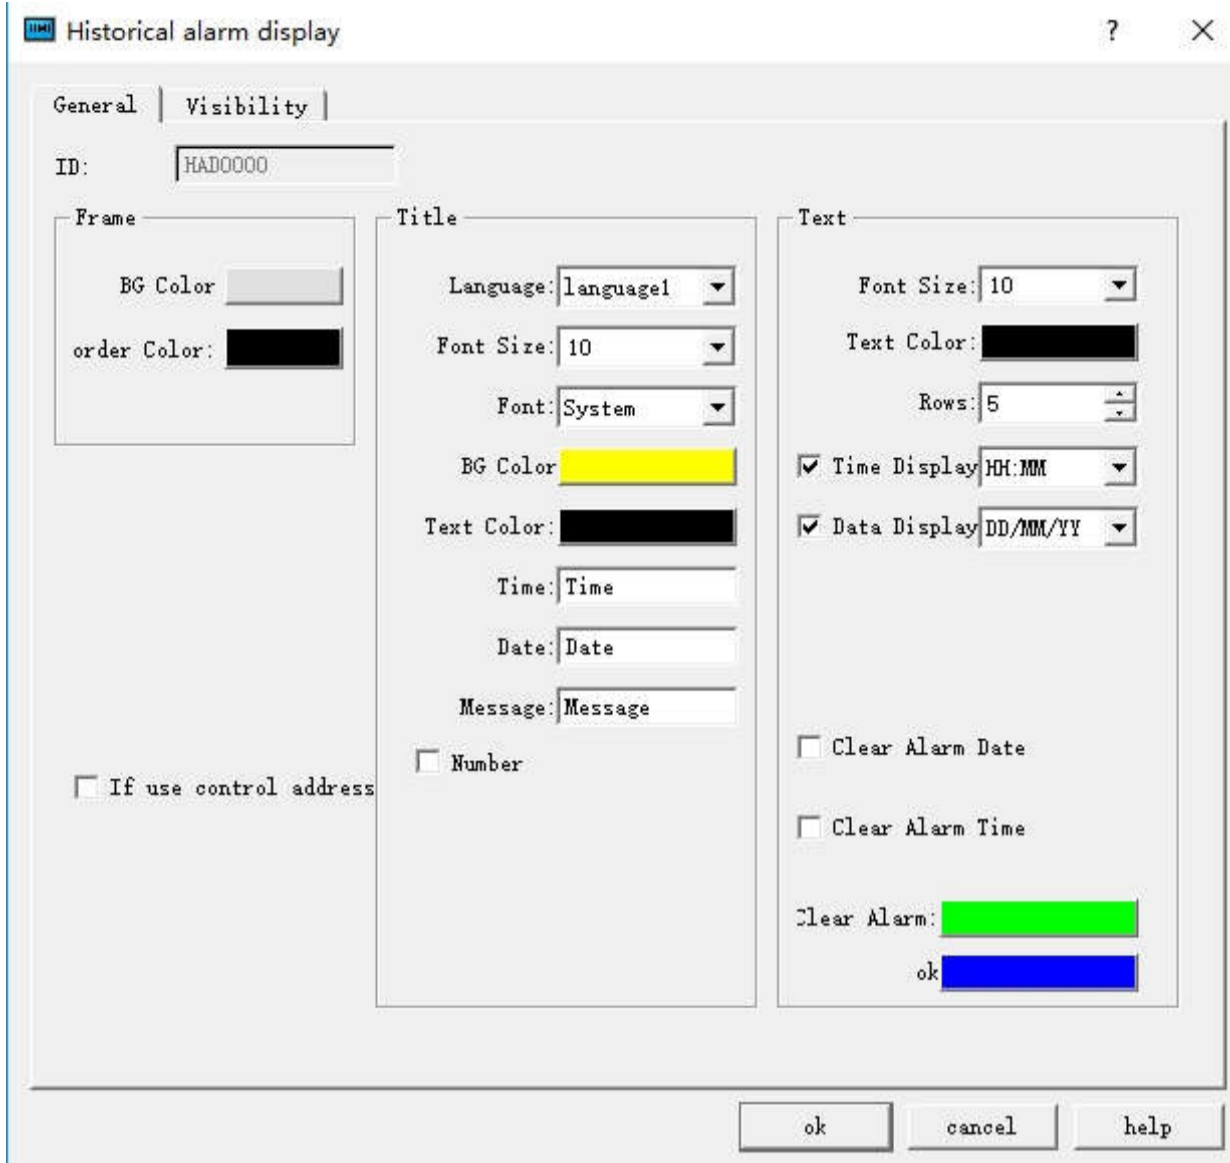 Historical alarm display
General
Visibility
ID:
HAD0000
Frame
BG Color
order Color:
If use control address
Title
Language:
language1
Font Size:
10
Font:
System
BG Color
Text Color:
Time:
Time
Date:
Date
Message:
Message
Number
Text
Font Size:
10
Text Color:
Rows:
5
Time Display
HH:MM
Data Display
DD/MM/YY
Clear Alarm Date
Clear Alarm Time
Clear Alarm:
ok
ok
cancel
help